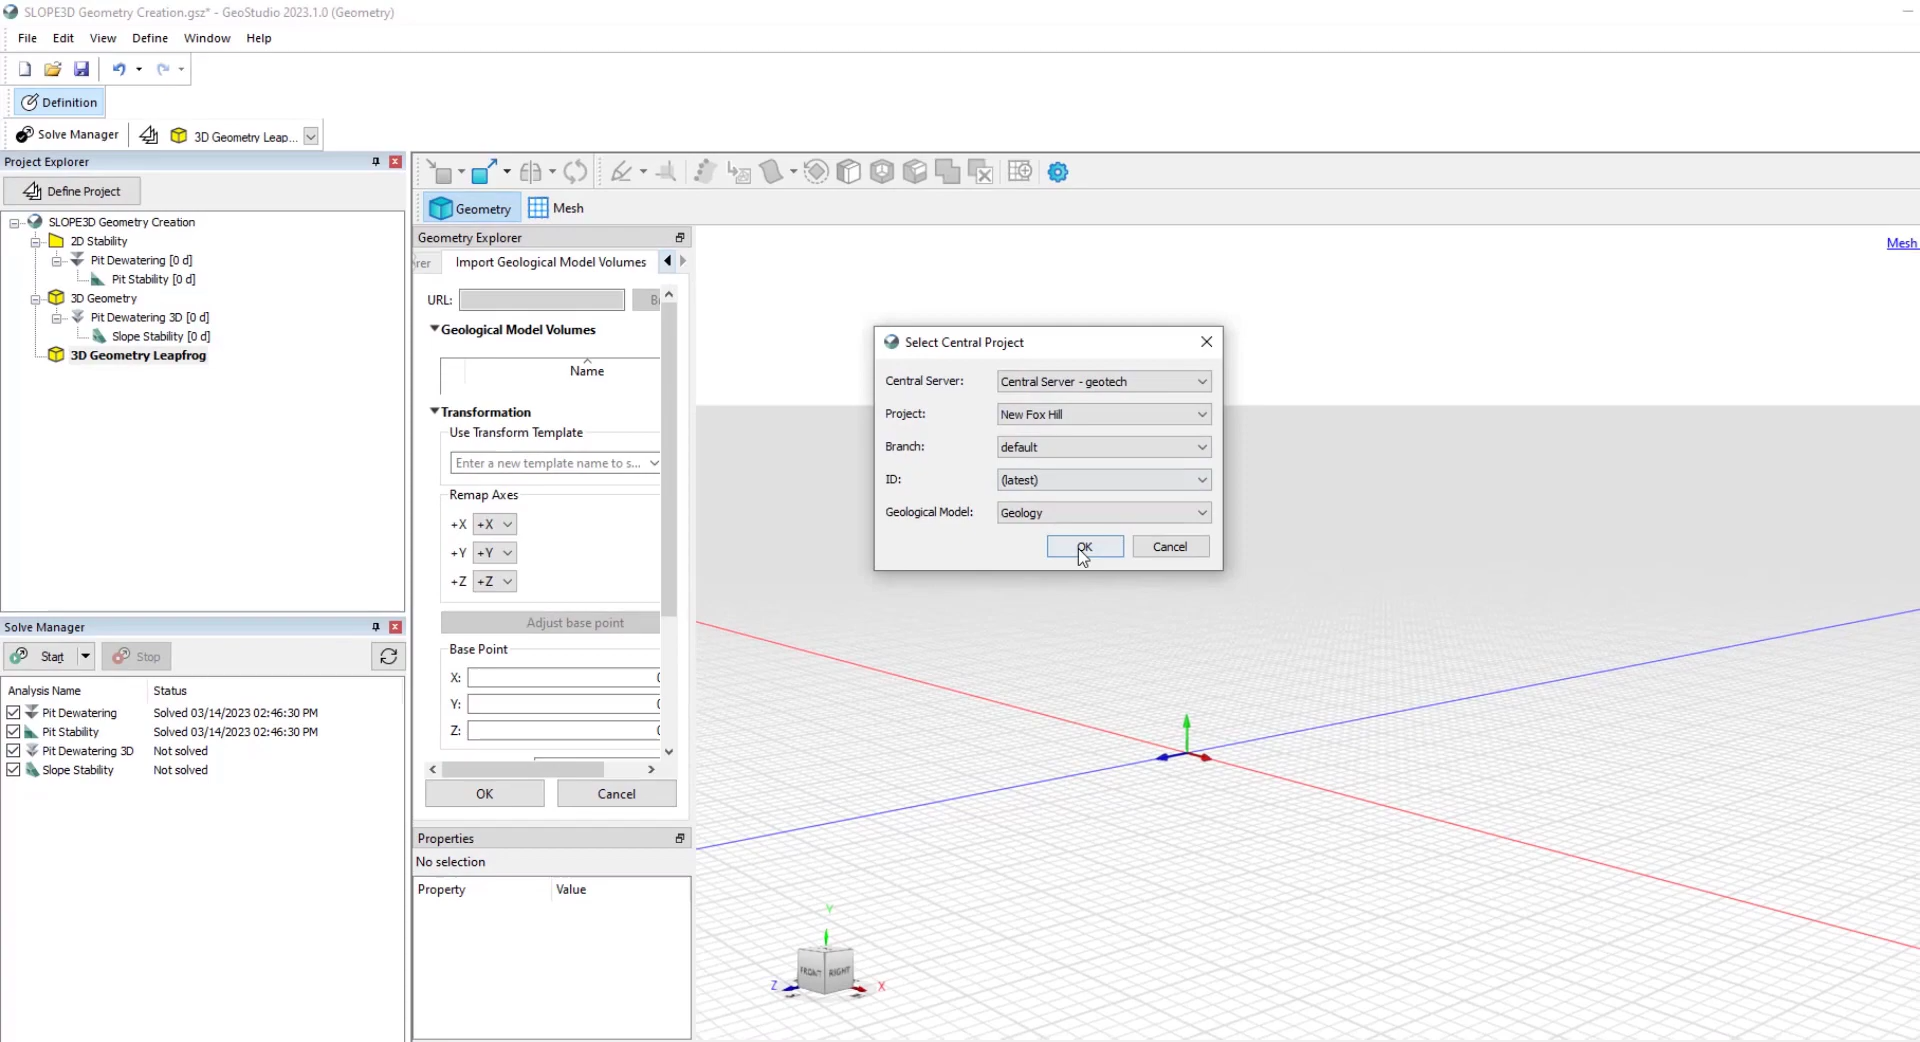 SLOPE3D Geometry Creation.gsz* - GeoStudio 2023.1.0 (Geometry)
File Edit View Define Window Help
Definition
Solve Manager 3D Geometry Leap...
Project Explorer
Define Project
SLOPE3D Geometry Creation
2D Stability
Pit Dewatering [0 d]
Pit Stability [0 d]
3D Geometry
Pit Dewatering 3D [0 d]
Slope Stability [0 d]
3D Geometry Leapfrog
Solve Manager
Start Stop
Analysis Name Status
Pit Dewatering Solved 03/14/2023 02:46:30 PM
Pit Stability Solved 03/14/2023 02:46:30 PM
Pit Dewatering 3D Not solved
Slope Stability Not solved
Geometry Mesh
Geometry Explorer
rer Import Geological Model Volumes
URL: B
Geological Model Volumes
Name
Transformation
Use Transform Template
Enter a new template name to s...
Remap Axes
+X +X
+Y +Y
+Z +Z
Adjust base point
Base Point
X: 0
Y: 0
Z: 0
OK Cancel
Properties
No selection
Property Value
Mesh
Select Central Project
Central Server: Central Server - geotech
Project: New Fox Hill
Branch: default
ID: (latest)
Geological Model: Geology
OK Cancel
Y
FRONT RIGHT
Z X